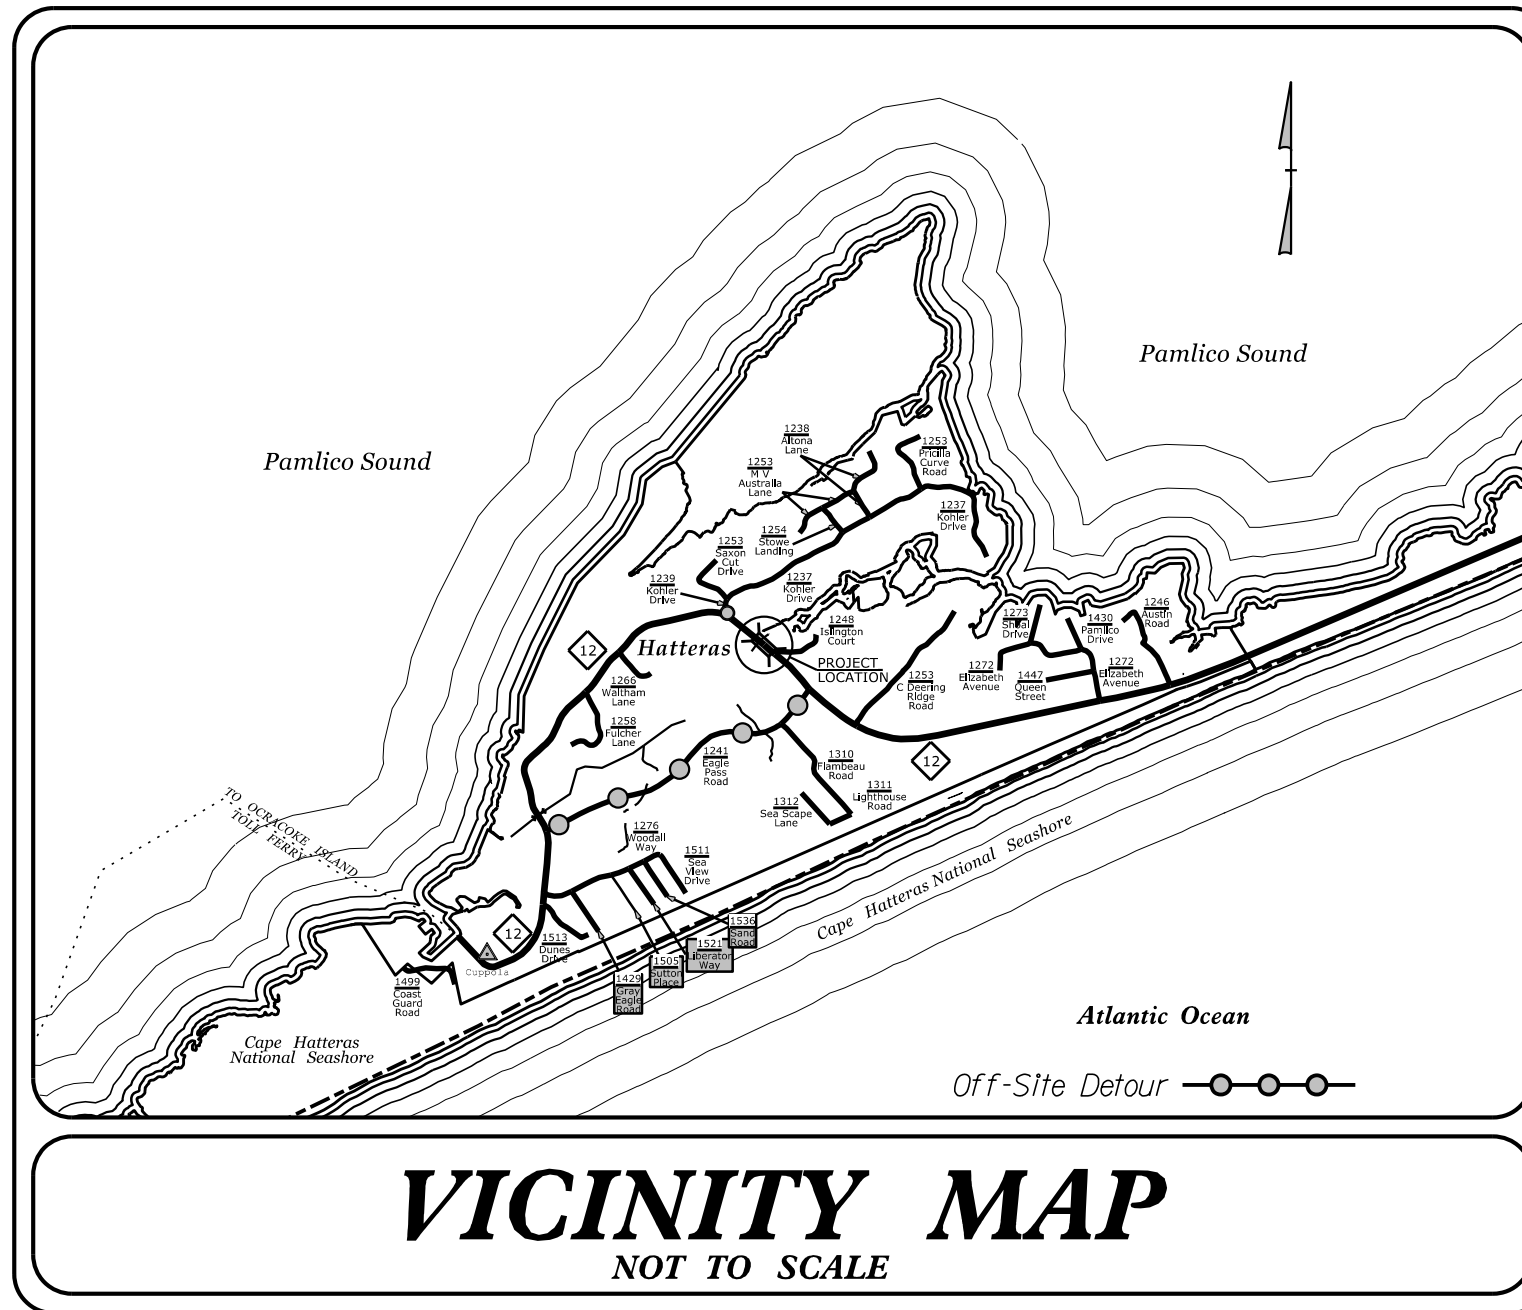 Pamlico Sound
Pamlico Sound
1238
Altona
Lane
1253
Pricilla
Curve
Road
1253
M V
Australia
Lane
1237
Kohler
Drive
1254
Stowe
Landing
1253
Saxon
Cut
Drive
1239
Kohler
Drive
1237
Kohler
Drive
1248
Islington
Court
1273
Shoal
Drive
1430
Pamlico
Drive
1246
Austin
Road
12
Hatteras
PROJECT
LOCATION
1266
Waltham
Lane
1253
C Deering
Ridge
Road
1272
Elizabeth
Avenue
1447
Queen
Street
1272
Elizabeth
Avenue
1258
Fulcher
Lane
1241
Eagle
Pass
Road
1310
Flambeau
Road
12
1311
Lighthouse
Road
1312
Sea Scape
Lane
TO OCRACOKE ISLAND
TOLL FERRY
1276
Woodall
Way
1511
Sea
View
Drive
Cape Hatteras National Seashore
12
1513
Dunes
Drive
1536
Sand
Road
1521
Liberator
Way
1505
Sutton
Place
1429
Gray
Eagle
Road
Cuppola
1499
Coast
Guard
Road
Cape Hatteras
National Seashore
Atlantic Ocean
Off-Site Detour
VICINITY MAP
NOT TO SCALE